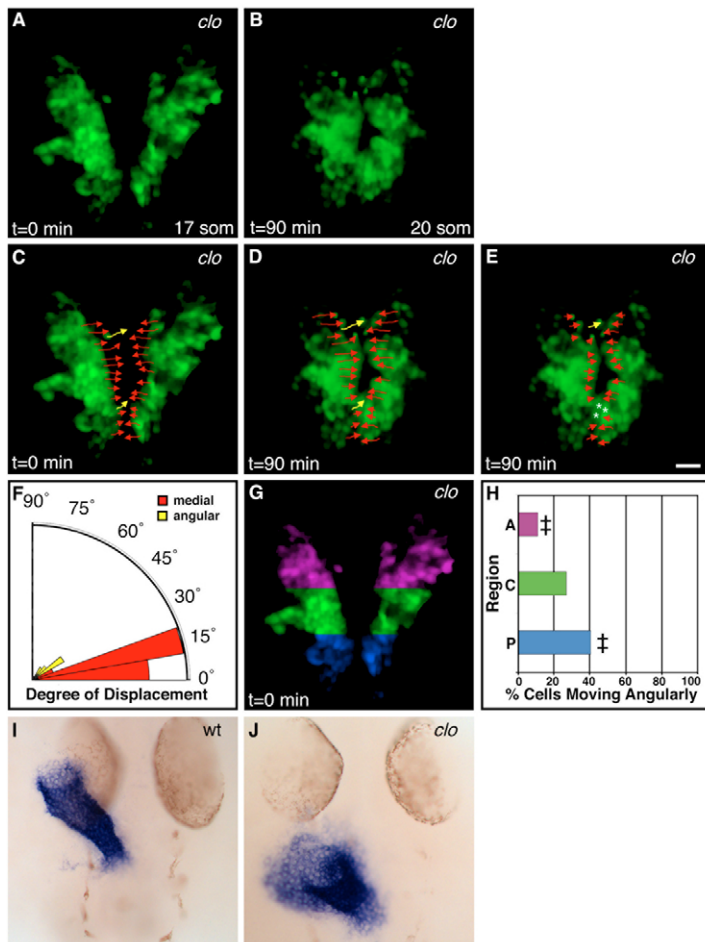 A clo
t=0 min 17 som
B clo
t=90 min 20 som
C clo
t=0 min
D clo
t=90 min
E clo
t=90 min
* * *
F
90°
75°
60°
45°
30°
15°
0°
medial
angular
Degree of Displacement
G clo
t=0 min
H
Region
A ‡
C
P ‡
0 20 40 60 80 100
% Cells Moving Angularly
I wt
J clo